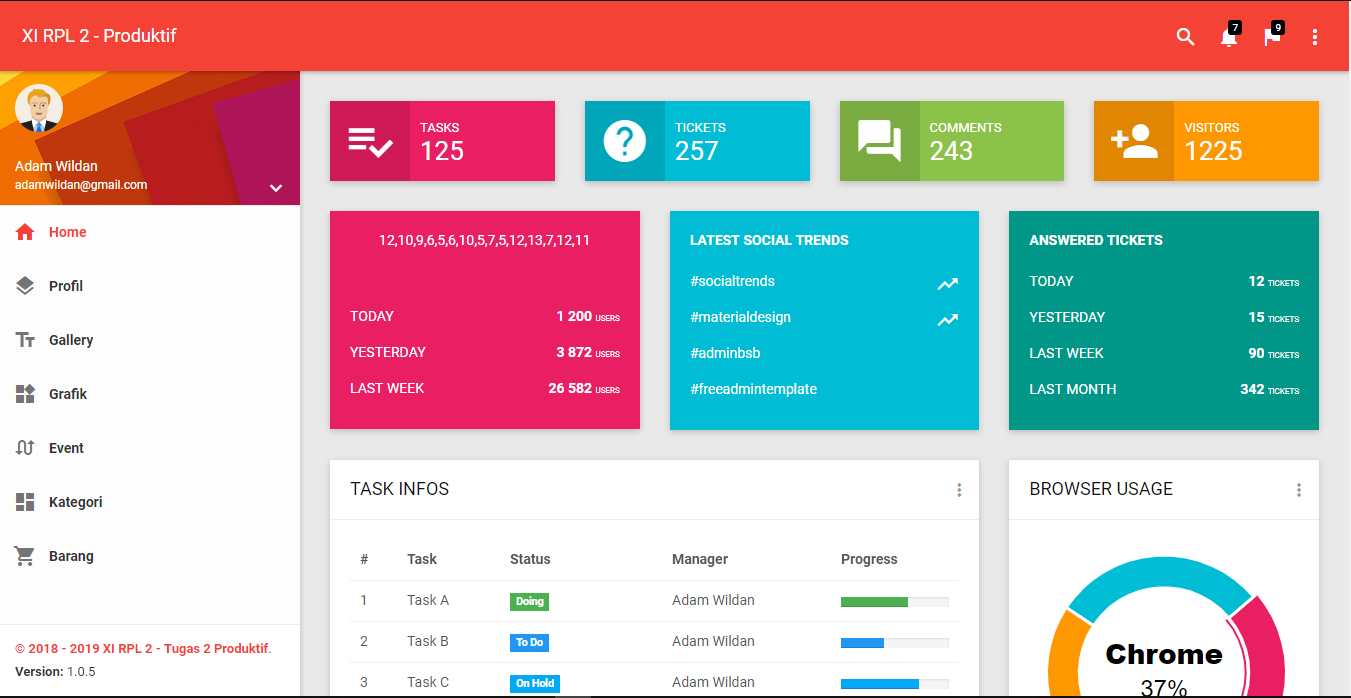 XI RPL 2 - Produktif
7
9
Adam Wildan
adamwildan@gmail.com
Home
Profil
Gallery
Grafik
Event
Kategori
Barang
© 2018 - 2019 XI RPL 2 - Tugas 2 Produktif.
Version: 1.0.5
TASKS
125
TICKETS
257
COMMENTS
243
VISITORS
1225
12,10,9,6,5,6,10,5,7,5,12,13,7,12,11
TODAY 1 200 USERS
YESTERDAY 3 872 USERS
LAST WEEK 26 582 USERS
LATEST SOCIAL TRENDS
#socialtrends
#materialdesign
#adminbsb
#freeadmintemplate
ANSWERED TICKETS
TODAY 12 TICKETS
YESTERDAY 15 TICKETS
LAST WEEK 90 TICKETS
LAST MONTH 342 TICKETS
TASK INFOS
# Task Status Manager Progress
1 Task A Doing Adam Wildan
2 Task B To Do Adam Wildan
3 Task C On Hold Adam Wildan
BROWSER USAGE
Chrome
37%